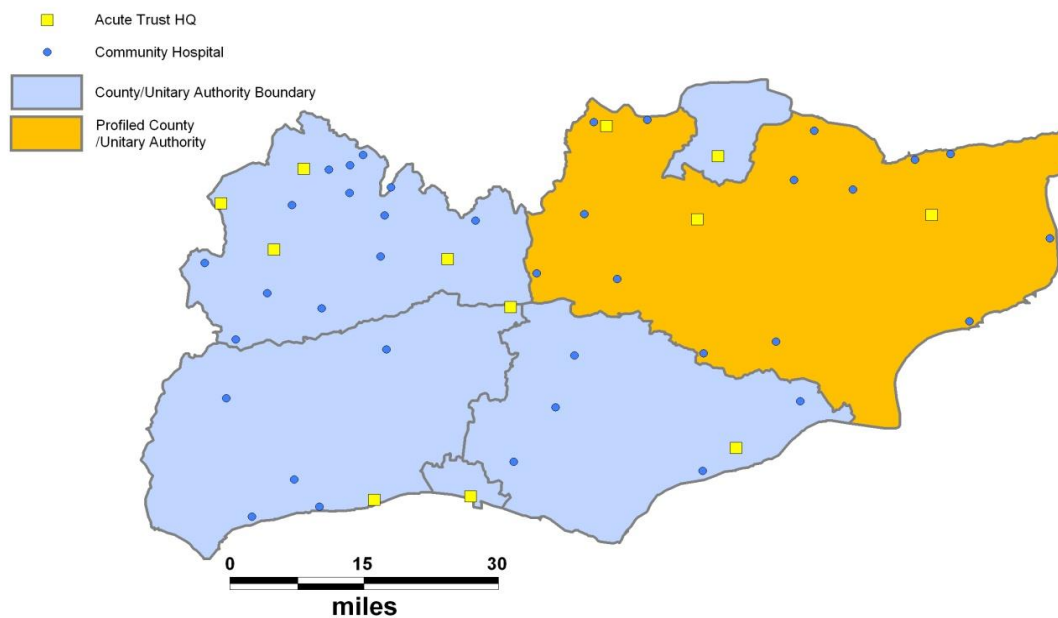 Acute Trust HQ
Community Hospital
County/Unitary Authority Boundary
Profiled County
/Unitary Authority
0 15 30
miles